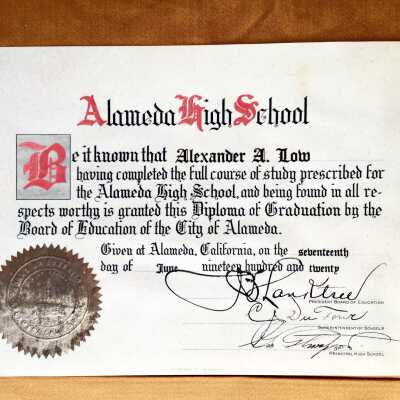 Alameda High School
Be it known that Alexander A. Low
having completed the full course of study prescribed for
the Alameda High School, and being found in all re-
spects worthy is granted this Diploma of Graduation by the
Board of Education of the City of Alameda.
Given at Alameda, California, on the seventeenth
day of June nineteen hundred and twenty
PRESIDENT BOARD OF EDUCATION
C. J. Du Four
SUPERINTENDENT OF SCHOOLS
PRINCIPAL HIGH SCHOOL